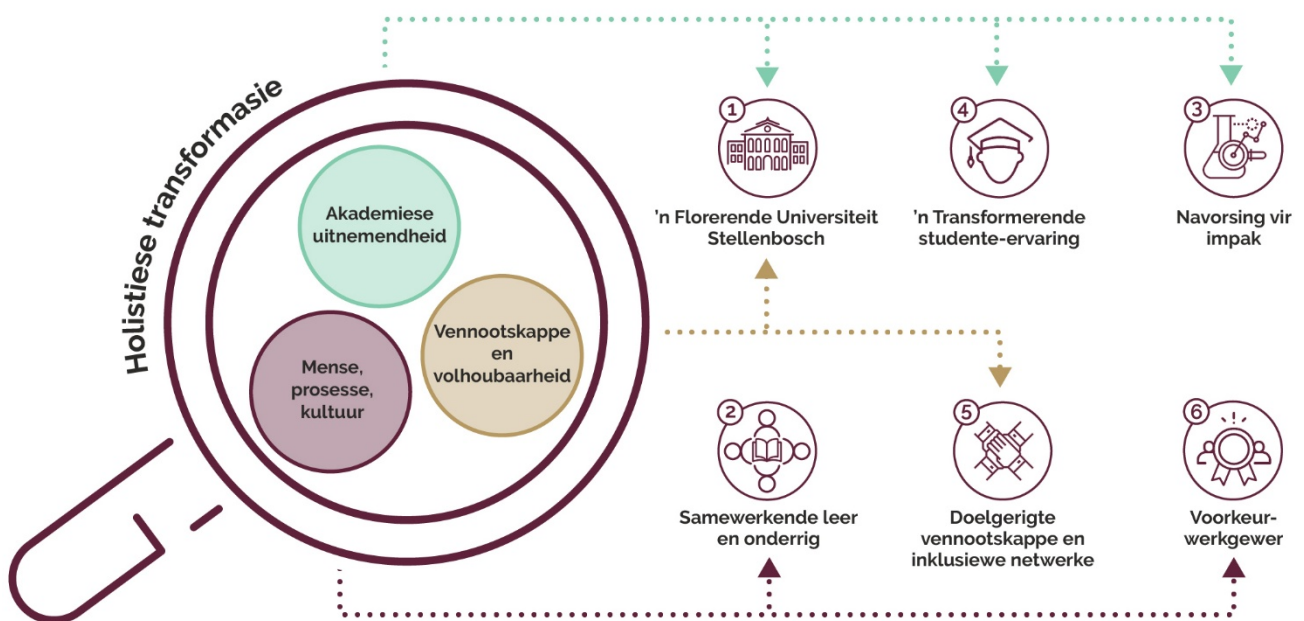 Holistiese transformasie
Akademiese
uitnemendheid
Vennootskappe
en
volhoubaarheid
Mense,
prosesse,
kultuur
1
'n Florerende Universiteit
Stellenbosch
4
'n Transformerende
studente-ervaring
3
Navorsing vir
impak
2
Samewerkende leer
en onderrig
5
Doelgerigte
vennootskappe en
inklusiewe netwerke
6
Voorkeur-
werkgewer